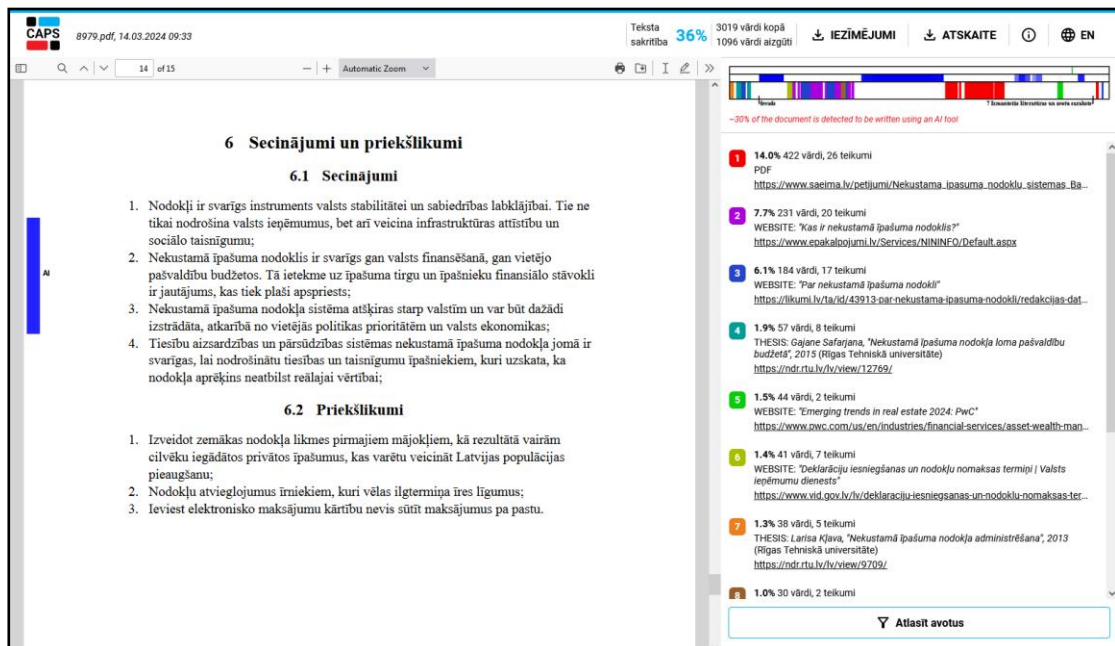 CAPS
8979.pdf, 14.03.2024 09:33
Teksta sakritība 36%
3019 vārdi kopā
1096 vārdi aizgūti
IEZĪMĒJUMI
ATSKAITE
EN
14 of 15
Automatic Zoom
6 Secinājumi un priekšlikumi
6.1 Secinājumi
1. Nodokļi ir svarīgs instruments valsts stabilitātei un sabiedrības labklājībai. Tie ne
tikai nodrošina valsts ieņēmumus, bet arī veicina infrastruktūras attīstību un
sociālo taisnīgumu;
2. Nekustamā īpašuma nodoklis ir svarīgs gan valsts finansēšanā, gan vietējo
pašvaldību budžetos. Tā ietekme uz īpašuma tirgu un īpašnieku finansiālo stāvokli
ir jautājums, kas tiek plaši apspriests;
3. Nekustamā īpašuma nodokļa sistēma atšķiras starp valstīm un var būt dažādi
izstrādāta, atkarībā no vietējās politikas prioritātēm un valsts ekonomikas;
4. Tiesību aizsardzības un pārsūdzības sistēmas nekustamā īpašuma nodokļa jomā ir
svarīgas, lai nodrošinātu tiesības un taisnīgumu īpašniekiem, kuri uzskata, ka
nodokļa aprēķins neatbilst reālajai vērtībai;
AI
6.2 Priekšlikumi
1. Izveidot zemākas nodokļa likmes pirmajiem mājokļiem, kā rezultātā vairām
cilvēku iegādātos privātos īpašumus, kas varētu veicināt Latvijas populācijas
pieaugšanu;
2. Nodokļu atvieglojumus īrniekiem, kuri vēlas ilgtermiņa īres līgumus;
3. Ieviest elektronisko maksājumu kārtību nevis sūtīt maksājumus pa pastu.
Ievads
7 Izmantotās literatūras un avotu saraksts
~30% of the document is detected to be written using an AI tool
1 14.0% 422 vārdi, 26 teikumi
PDF
https://www.saeima.lv/petijumi/Nekustama_ipasuma_nodoklu_sistemas_Ba...
2 7.7% 231 vārdi, 20 teikumi
WEBSITE: "Kas ir nekustamā īpašuma nodoklis?"
https://www.epakalpojumi.lv/Services/NININFO/Default.aspx
3 6.1% 184 vārdi, 17 teikumi
WEBSITE: "Par nekustamā īpašuma nodokli"
https://likumi.lv/ta/id/43913-par-nekustama-ipasuma-nodokli/redakcijas-dat...
4 1.9% 57 vārdi, 8 teikumi
THESIS: Gajane Safarjana, "Nekustamā īpašuma nodokļa loma pašvaldību
budžetā", 2015 (Rīgas Tehniskā universitāte)
https://ndr.rtu.lv/lv/view/12769/
5 1.5% 44 vārdi, 2 teikumi
WEBSITE: "Emerging trends in real estate 2024: PwC"
https://www.pwc.com/us/en/industries/financial-services/asset-wealth-man...
6 1.4% 41 vārdi, 7 teikumi
WEBSITE: "Deklarāciju iesniegšanas un nodokļu nomaksas termiņi | Valsts
ieņēmumu dienests"
https://www.vid.gov.lv/lv/deklaraciju-iesniegsanas-un-nodoklu-nomaksas-ter...
7 1.3% 38 vārdi, 5 teikumi
THESIS: Larisa Kļava, "Nekustamā īpašuma nodokļa administrēšana", 2013
(Rīgas Tehniskā universitāte)
https://ndr.rtu.lv/lv/view/9709/
8 1.0% 30 vārdi, 2 teikumi
Atlasīt avotus